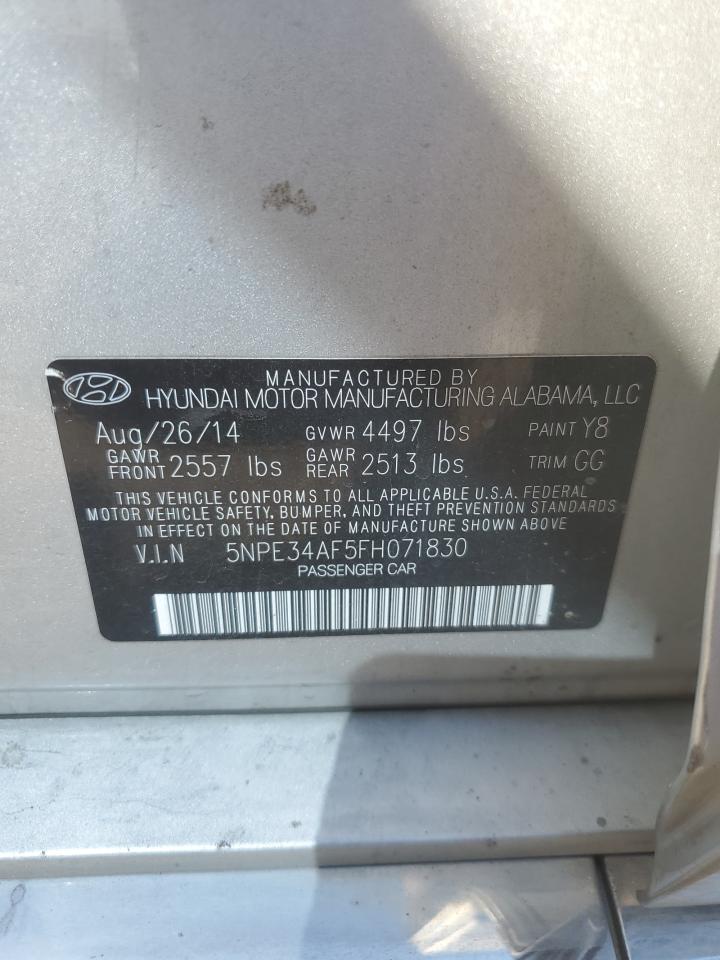 MANUFACTURED BY
HYUNDAI MOTOR MANUFACTURING ALABAMA, LLC
Aug/26/14 GVWR 4497 lbs PAINT Y8
GAWR FRONT 2557 lbs GAWR REAR 2513 lbs TRIM GG
THIS VEHICLE CONFORMS TO ALL APPLICABLE U.S.A. FEDERAL
MOTOR VEHICLE SAFETY, BUMPER, AND THEFT PREVENTION STANDARDS
IN EFFECT ON THE DATE OF MANUFACTURE SHOWN ABOVE
V.I.N 5NPE34AF5FH071830
PASSENGER CAR